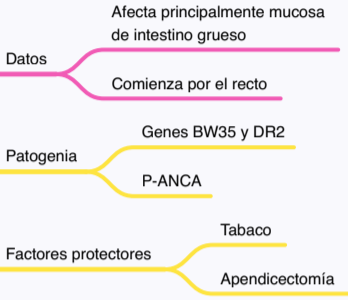 Afecta principalmente mucosa
de intestino grueso
Datos
Comienza por el recto
Genes BW35 y DR2
Patogenia
P-ANCA
Tabaco
Factores protectores
Apendicectomía